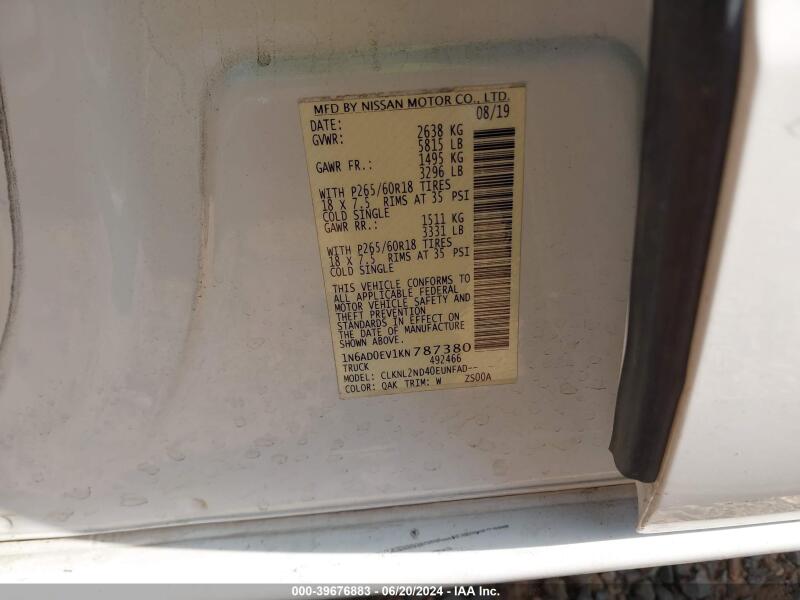 MFD BY NISSAN MOTOR CO., LTD.
DATE: 08/19
GVWR: 2638 KG
5815 LB
GAWR FR.: 1495 KG
3296 LB
WITH P265/60R18 TIRES
18 X 7.5 RIMS AT 35 PSI
COLD SINGLE
GAWR RR.: 1511 KG
3331 LB
WITH P265/60R18 TIRES
18 X 7.5 RIMS AT 35 PSI
COLD SINGLE
THIS VEHICLE CONFORMS TO
ALL APPLICABLE FEDERAL
MOTOR VEHICLE SAFETY AND
THEFT PREVENTION
STANDARDS IN EFFECT ON
THE DATE OF MANUFACTURE
SHOWN ABOVE.
1N6AD0EV1KN787380
TRUCK 492466
MODEL: CLKNL2ND40EUNFAD--
COLOR: QAK TRIM: W ZS00A
000-39676883 / 06/20/2024 - IAA Inc.